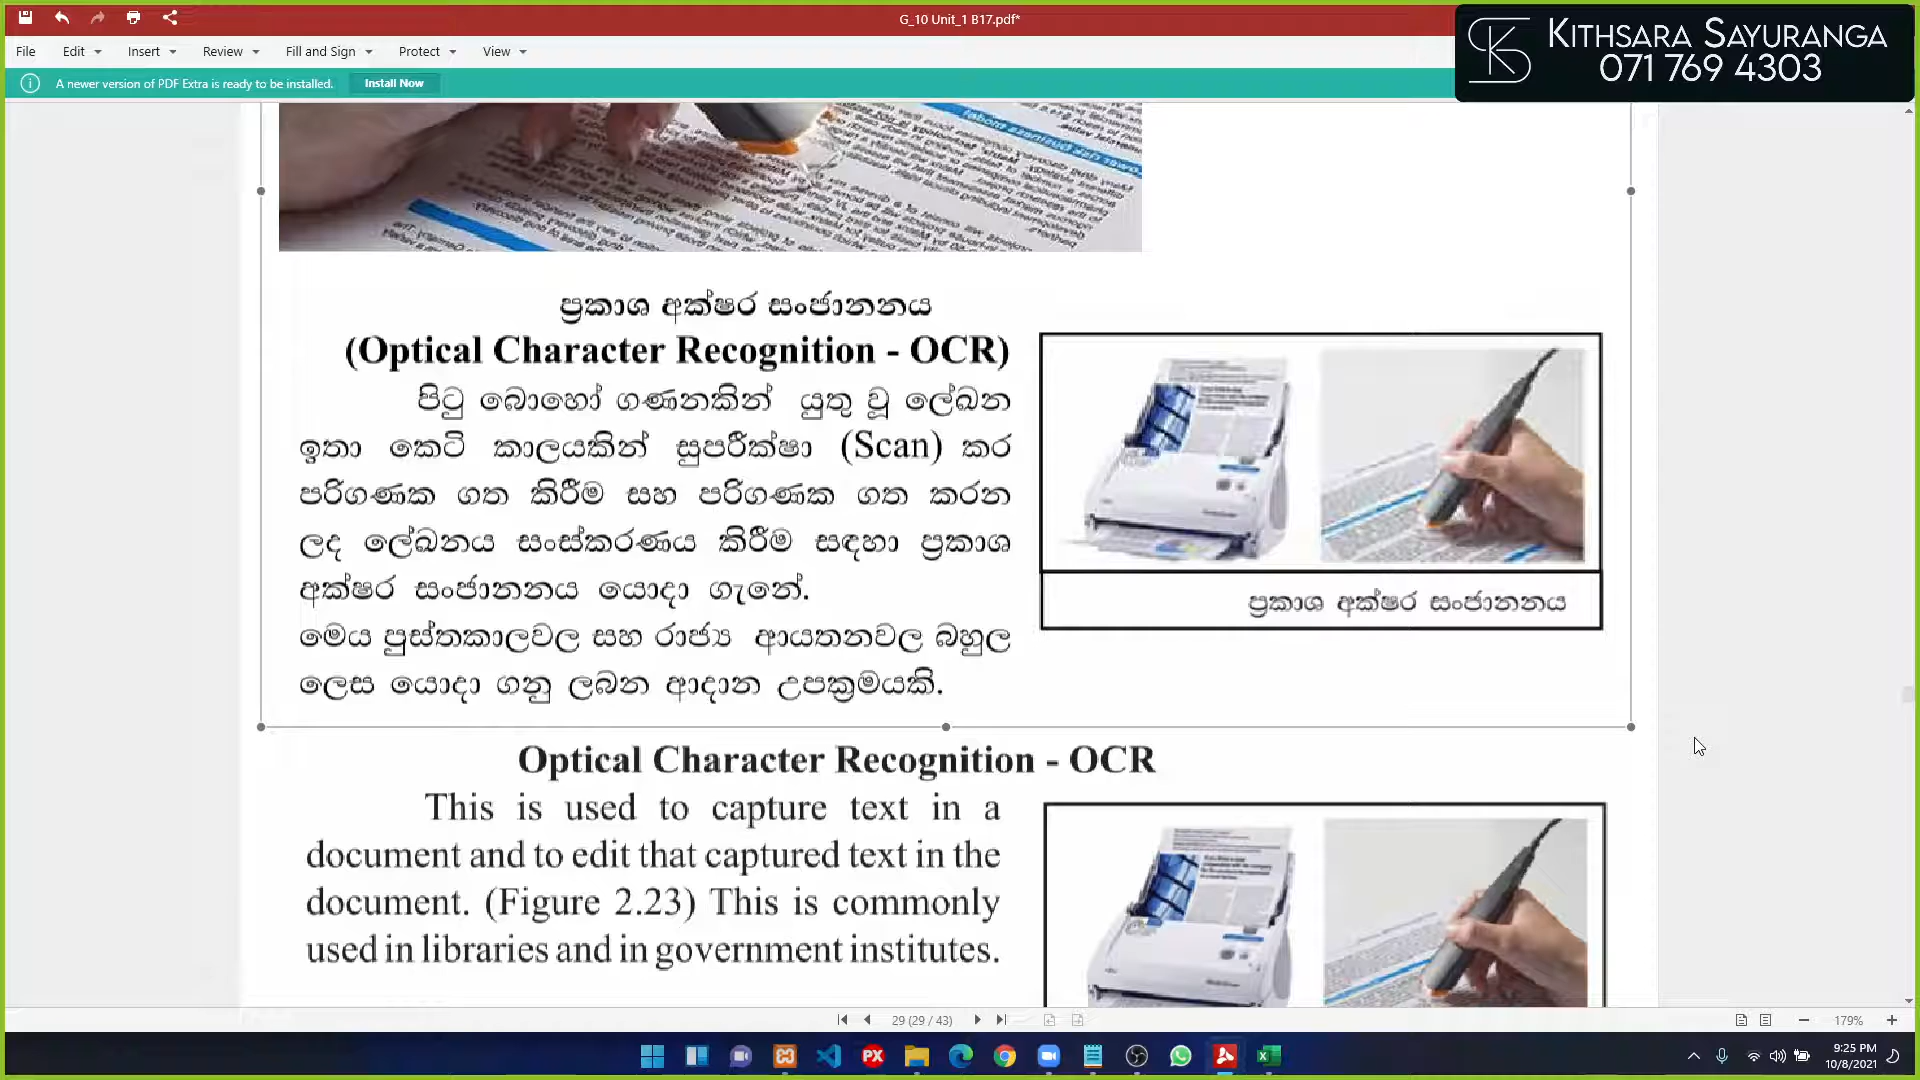 G_10 Unit_1 B17.pdf*
KITHSARA SAYURANGA
071 769 4303
File Edit Insert Review Fill and Sign Protect View
A newer version of PDF Extra is ready to be installed. Install Now
ප්‍රකාශ අක්ෂර සංජානනය
(Optical Character Recognition - OCR)
පිටු බොහෝ ගණනකින් යුතු වූ ලේඛන
ඉතා කෙටි කාලයකින් සුපරීක්ෂා (Scan) කර
පරිගණක ගත කිරීම සහ පරිගණක ගත කරන
ලද ලේඛනය සංස්කරණය කිරීම සඳහා ප්‍රකාශ
අක්ෂර සංජානනය යොදා ගැනේ.
මෙය පුස්තකාලවල සහ රාජ්‍ය ආයතනවල බහුල
ලෙස යොදා ගනු ලබන ආදාන උපක්‍රමයකි.
ප්‍රකාශ අක්ෂර සංජානනය
Optical Character Recognition - OCR
This is used to capture text in a
document and to edit that captured text in the
document. (Figure 2.23) This is commonly
used in libraries and in government institutes.
29 (29 / 43)
179%
9:25 PM
10/8/2021